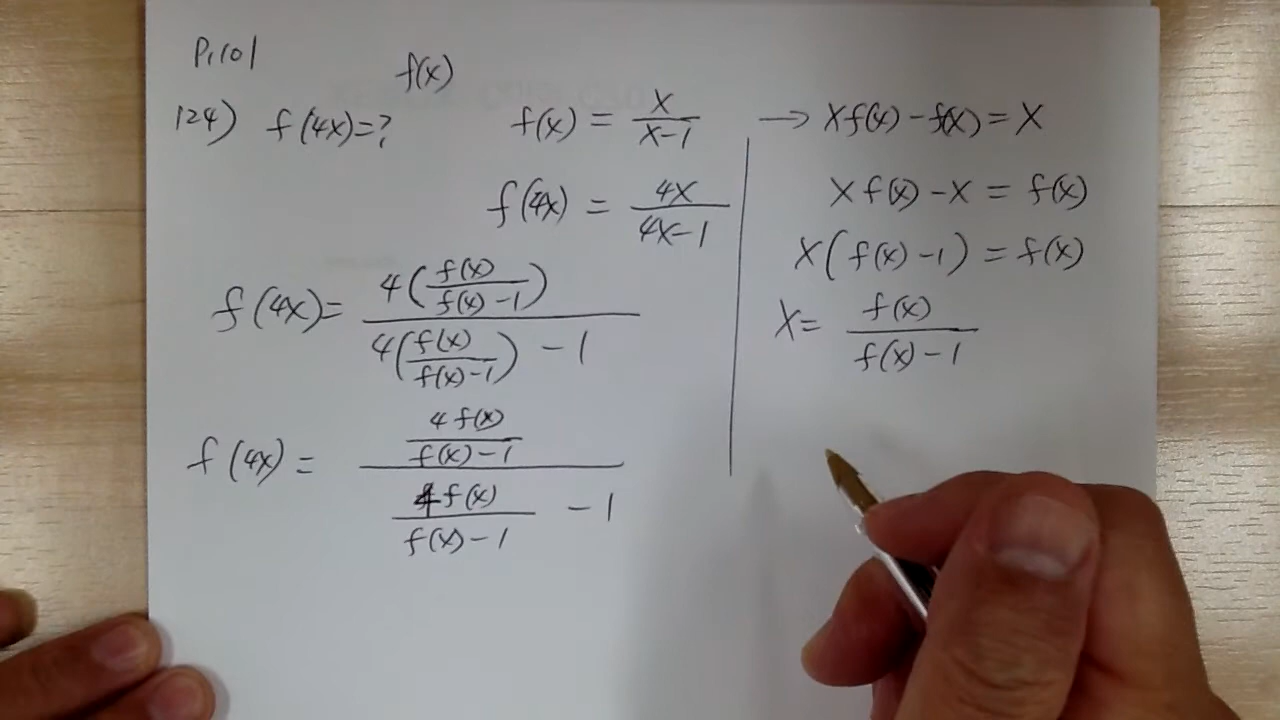 P.101
f(x)
124) f(4x)=? f(x) = x/(x-1)
f(4x) = 4x/(4x-1)
f(4x) = 4(f(x)/(f(x)-1)) / (4(f(x)/(f(x)-1)) - 1)
f(4x) = (4f(x)/(f(x)-1)) / (4f(x)/(f(x)-1) - 1)
→ xf(x) - f(x) = x
xf(x) - x = f(x)
x(f(x)-1) = f(x)
x = f(x)/(f(x)-1)